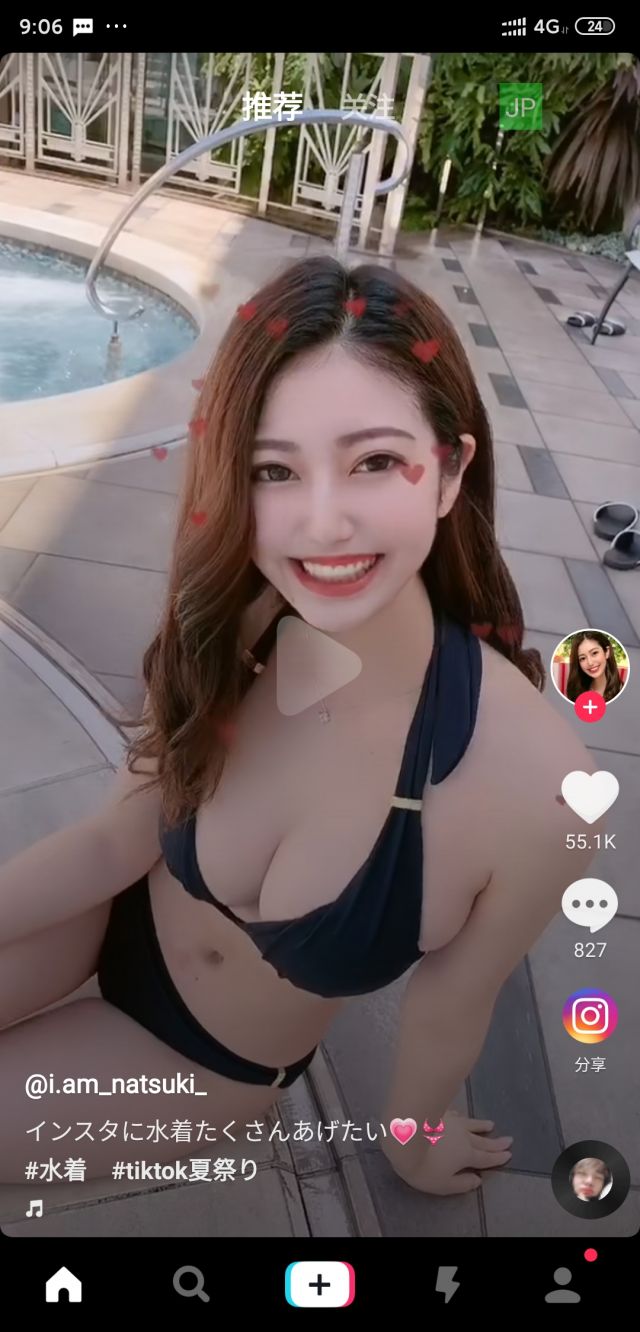 9:06
4G
24
推荐 关注 JP
55.1K
827
分享
@i.am_natsuki_
インスタに水着たくさんあげたい💗👙
#水着 #tiktok夏祭り